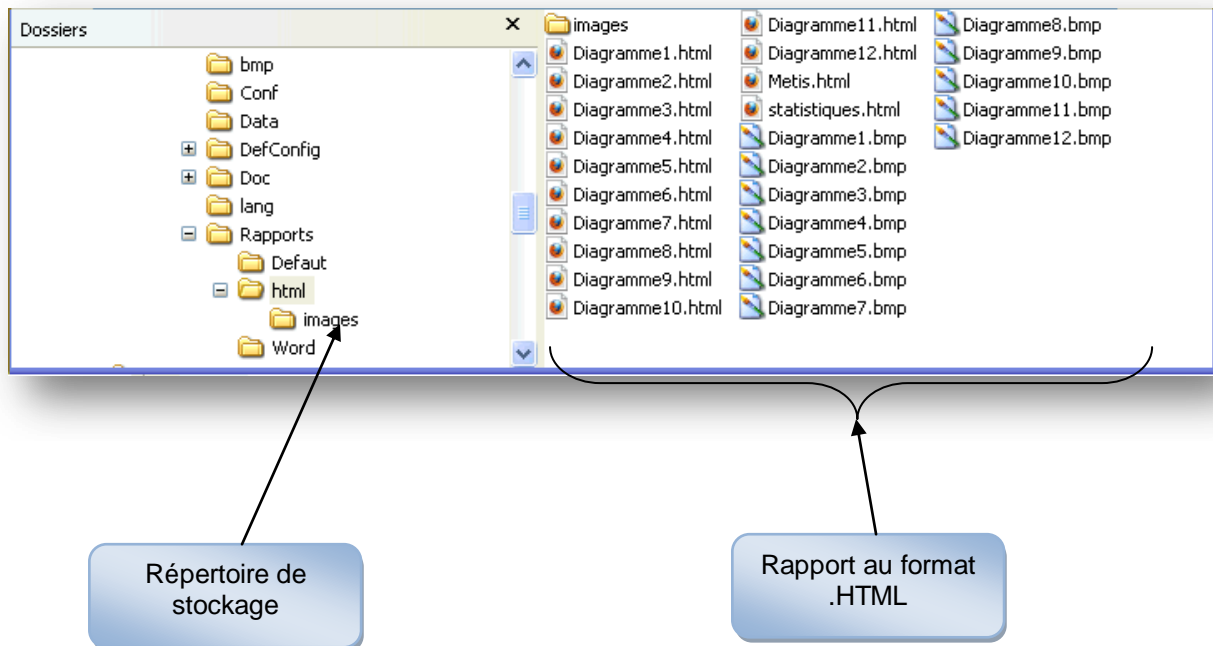 Dossiers
bmp
Conf
Data
DefConfig
Doc
lang
Rapports
Defaut
html
images
Word
images
Diagramme1.html
Diagramme2.html
Diagramme3.html
Diagramme4.html
Diagramme5.html
Diagramme6.html
Diagramme7.html
Diagramme8.html
Diagramme9.html
Diagramme10.html
Diagramme11.html
Diagramme12.html
Metis.html
statistiques.html
Diagramme1.bmp
Diagramme2.bmp
Diagramme3.bmp
Diagramme4.bmp
Diagramme5.bmp
Diagramme6.bmp
Diagramme7.bmp
Diagramme8.bmp
Diagramme9.bmp
Diagramme10.bmp
Diagramme11.bmp
Diagramme12.bmp
Répertoire de
stockage
Rapport au format
.HTML